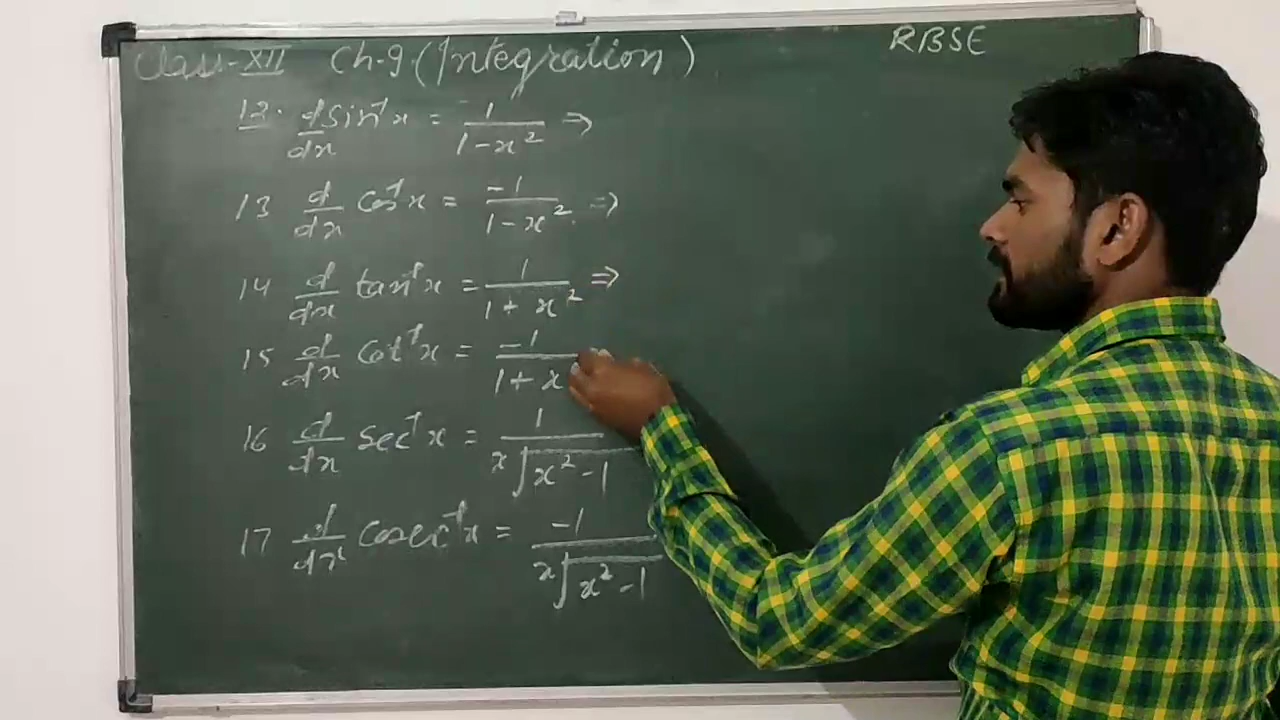 Class-XII Ch.9 (Integration) RBSE
12. d/dx sin⁻¹x = 1/1-x² ⇒
13 d/dx cos⁻¹x = -1/1-x² ⇒
14 d/dx tan⁻¹x = 1/1+x² ⇒
15 d/dx cot⁻¹x = -1/1+x
16 d/dx sec⁻¹x = 1/x√x²-1
17 d/dx cosec⁻¹x = -1/x√x²-1